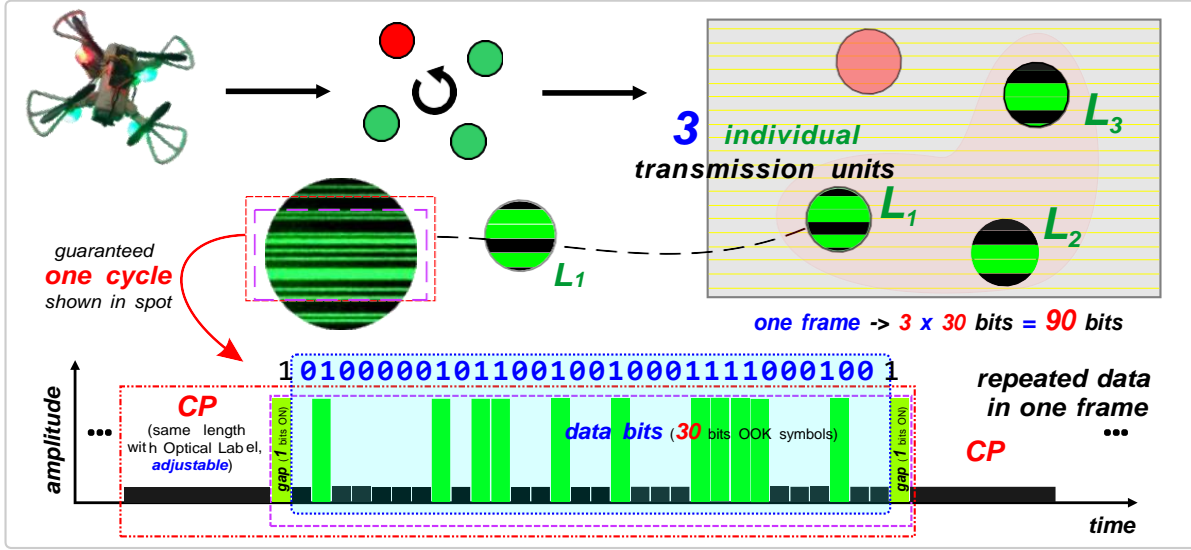 3 individual
transmission units
L3
L1
L2
guaranteed
one cycle
shown in spot
L1
one frame -> 3 x 30 bits = 90 bits
1 010000010110010010001111000100 1
amplitude
...
CP
(same length
with Optical Label,
adjustable)
gap (1 bits ON)
data bits (30 bits OOK symbols)
gap (1 bits ON)
repeated data
in one frame
...
CP
time